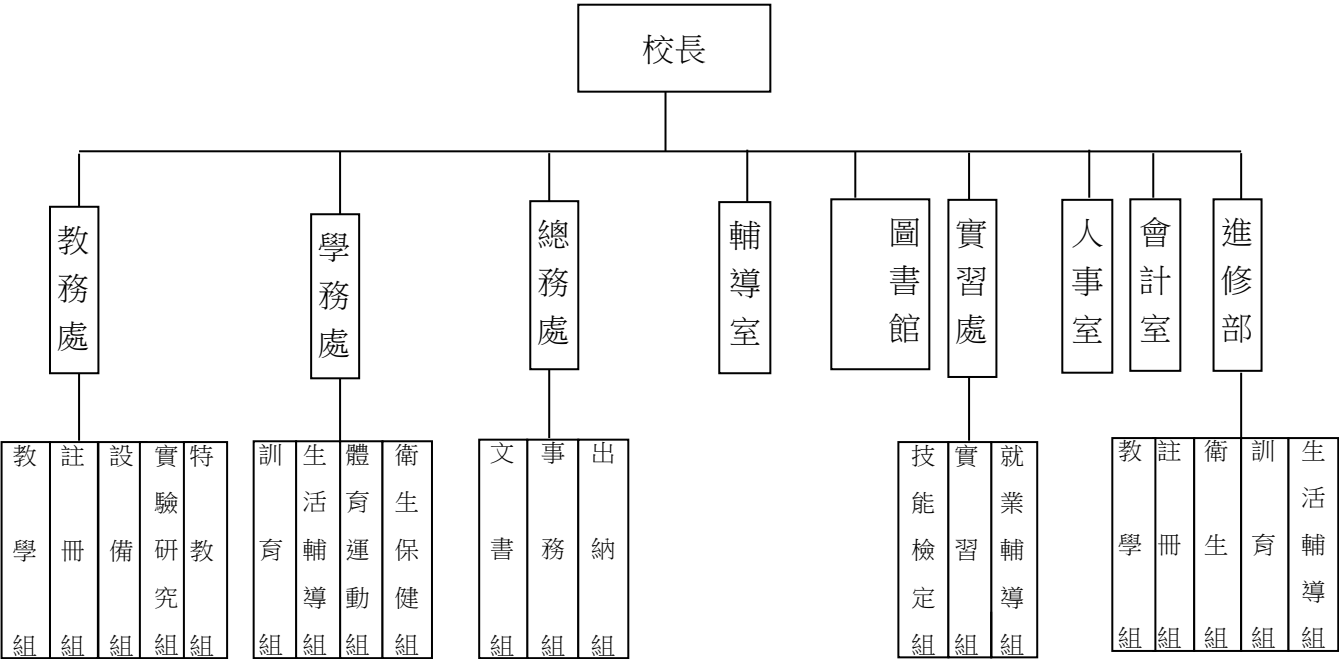 校長
教務處
學務處
總務處
輔導室
圖書館
實習處
人事室
會計室
進修部
教學組
註冊組
設備組
實驗研究組
特教組
訓育組
生活輔導組
體育運動組
衛生保健組
文書組
事務組
出納組
技能檢定組
實習組
就業輔導組
教學組
註冊組
衛生組
訓育組
生活輔導組